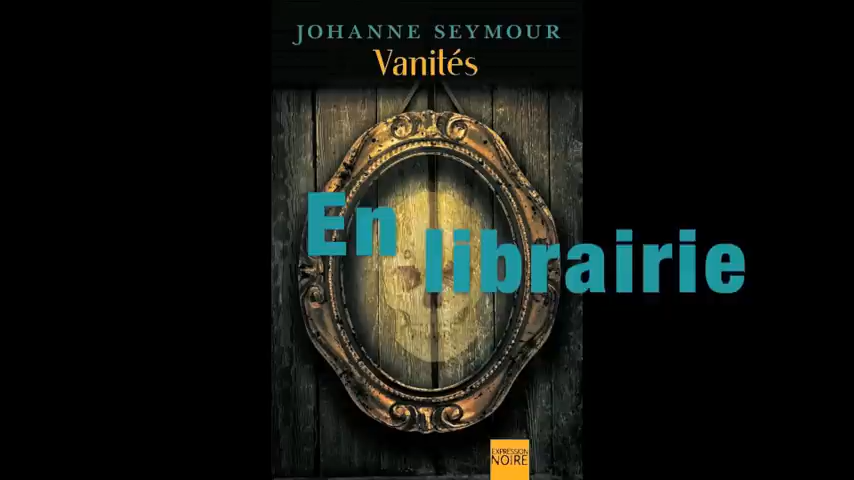 JOHANNE SEYMOUR
Vanités
En librairie
EXPRESSION
NOIRE